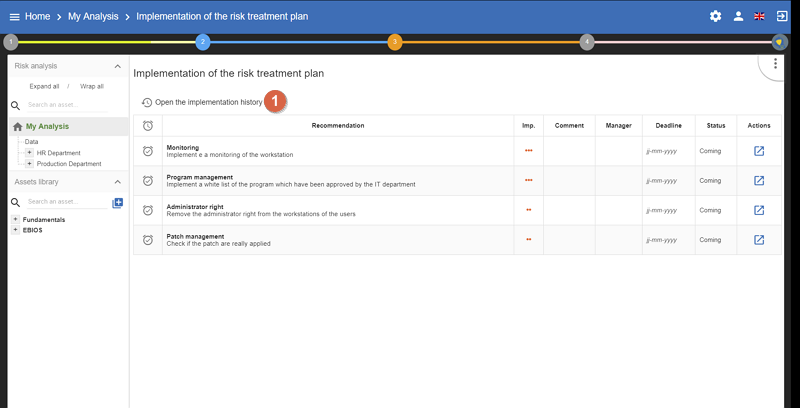 Home > My Analysis > Implementation of the risk treatment plan
1 2 3 4
Risk analysis
Expand all / Wrap all
Search an asset...
My Analysis
Data
+ HR Department
+ Production Department
Assets library
Search an asset...
+ Fundamentals
+ EBIOS
Implementation of the risk treatment plan
Open the implementation history 1
Recommendation Imp. Comment Manager Deadline Status Actions
Monitoring
Implement e a monitoring of the workstation ••• jj-mm-yyyy Coming
Program management
Implement a white list of the program which have been approved by the IT department ••• jj-mm-yyyy Coming
Administrator right
Remove the administrator right from the workstations of the users •• jj-mm-yyyy Coming
Patch management
Check if the patch are really applied •• jj-mm-yyyy Coming